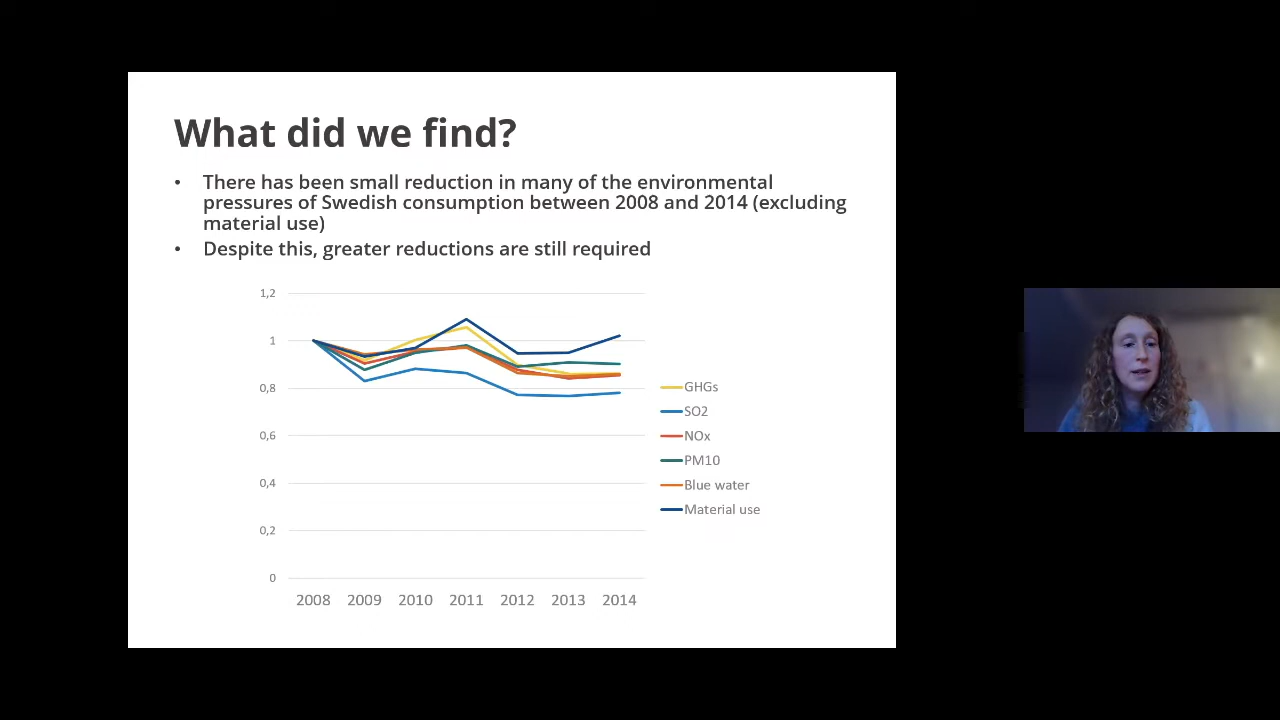 What did we find?
• There has been small reduction in many of the environmental
pressures of Swedish consumption between 2008 and 2014 (excluding
material use)
• Despite this, greater reductions are still required
1,2
1
0,8
0,6
0,4
0,2
0
2008 2009 2010 2011 2012 2013 2014
GHGs
SO2
NOx
PM10
Blue water
Material use